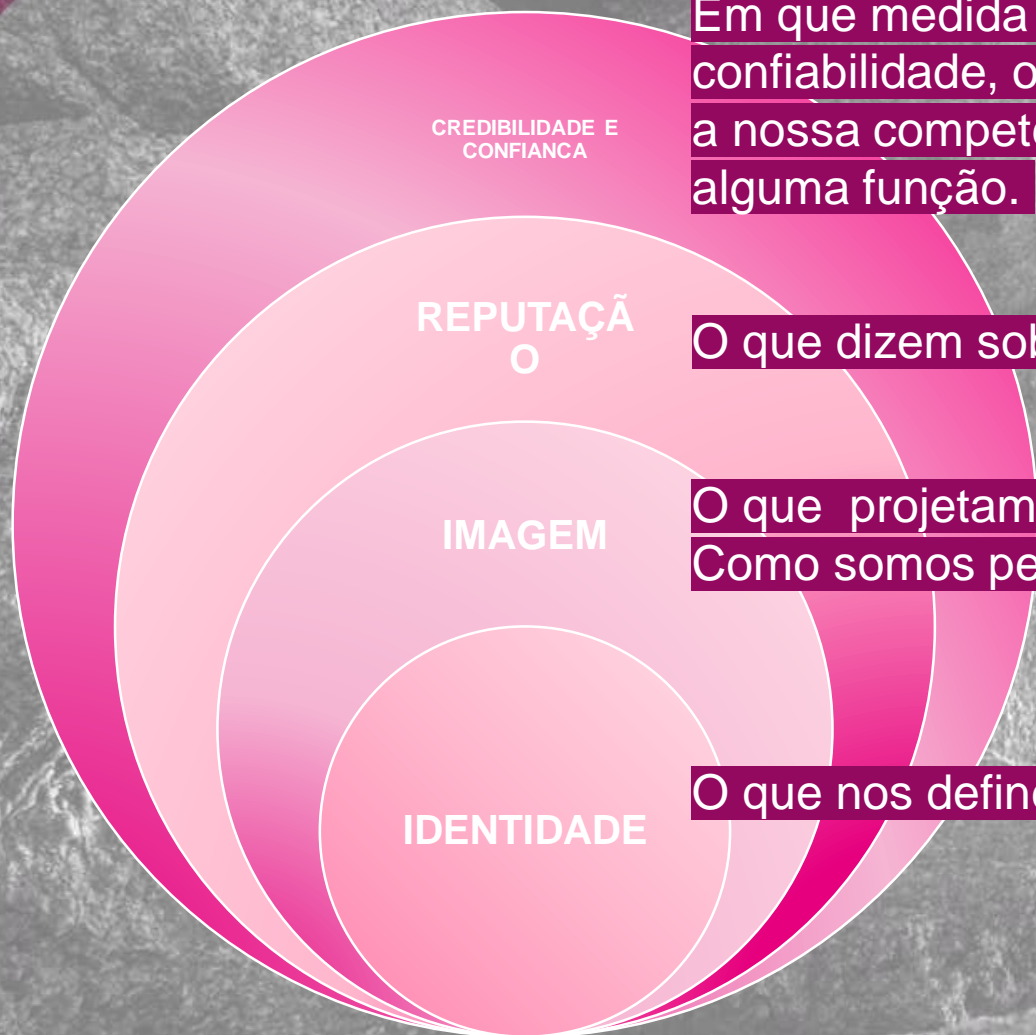 Em que medida
confiabilidade,
a nossa
alguma função.
CREDIBILIDADE E
CONFIANCA
REPUTAÇÃ
O
O que dizem
IMAGEM
O que projetam
Como somos
IDENTIDADE
O que nos